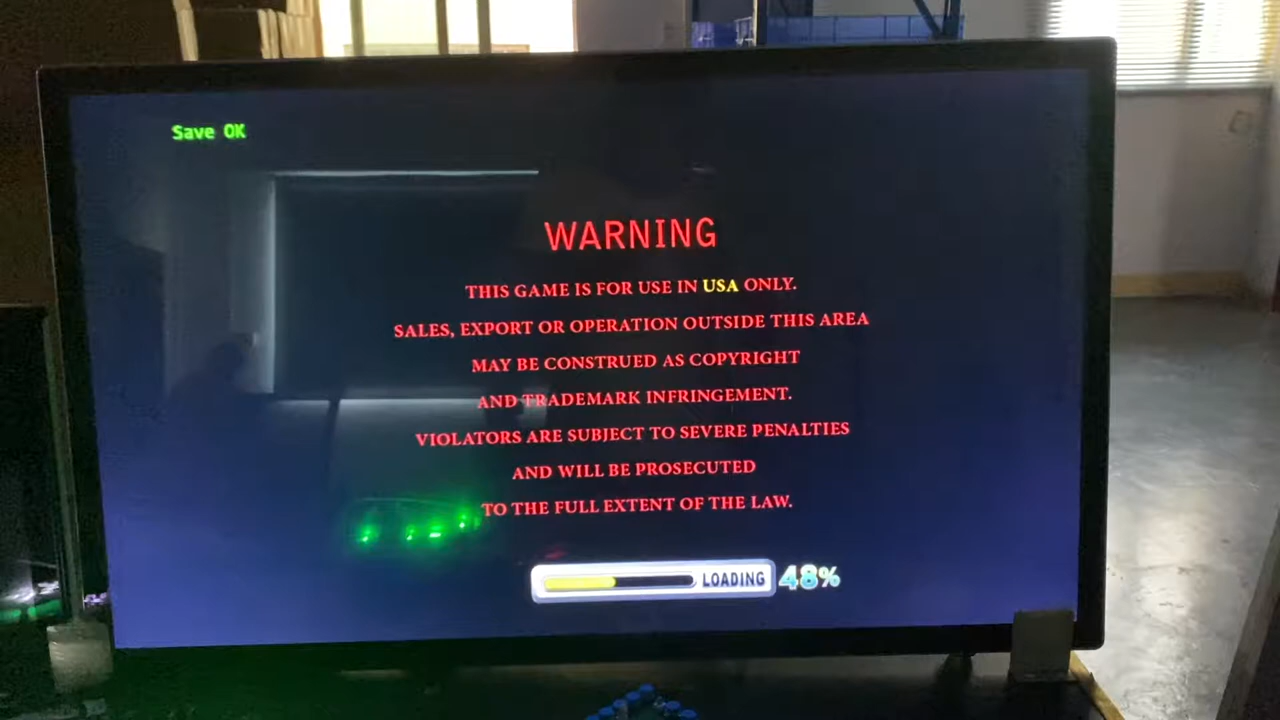 Save OK
WARNING
THIS GAME IS FOR USE IN USA ONLY.
SALES, EXPORT OR OPERATION OUTSIDE THIS AREA
MAY BE CONSTRUED AS COPYRIGHT
AND TRADEMARK INFRINGEMENT.
VIOLATORS ARE SUBJECT TO SEVERE PENALTIES
AND WILL BE PROSECUTED
TO THE FULL EXTENT OF THE LAW.
LOADING 48%